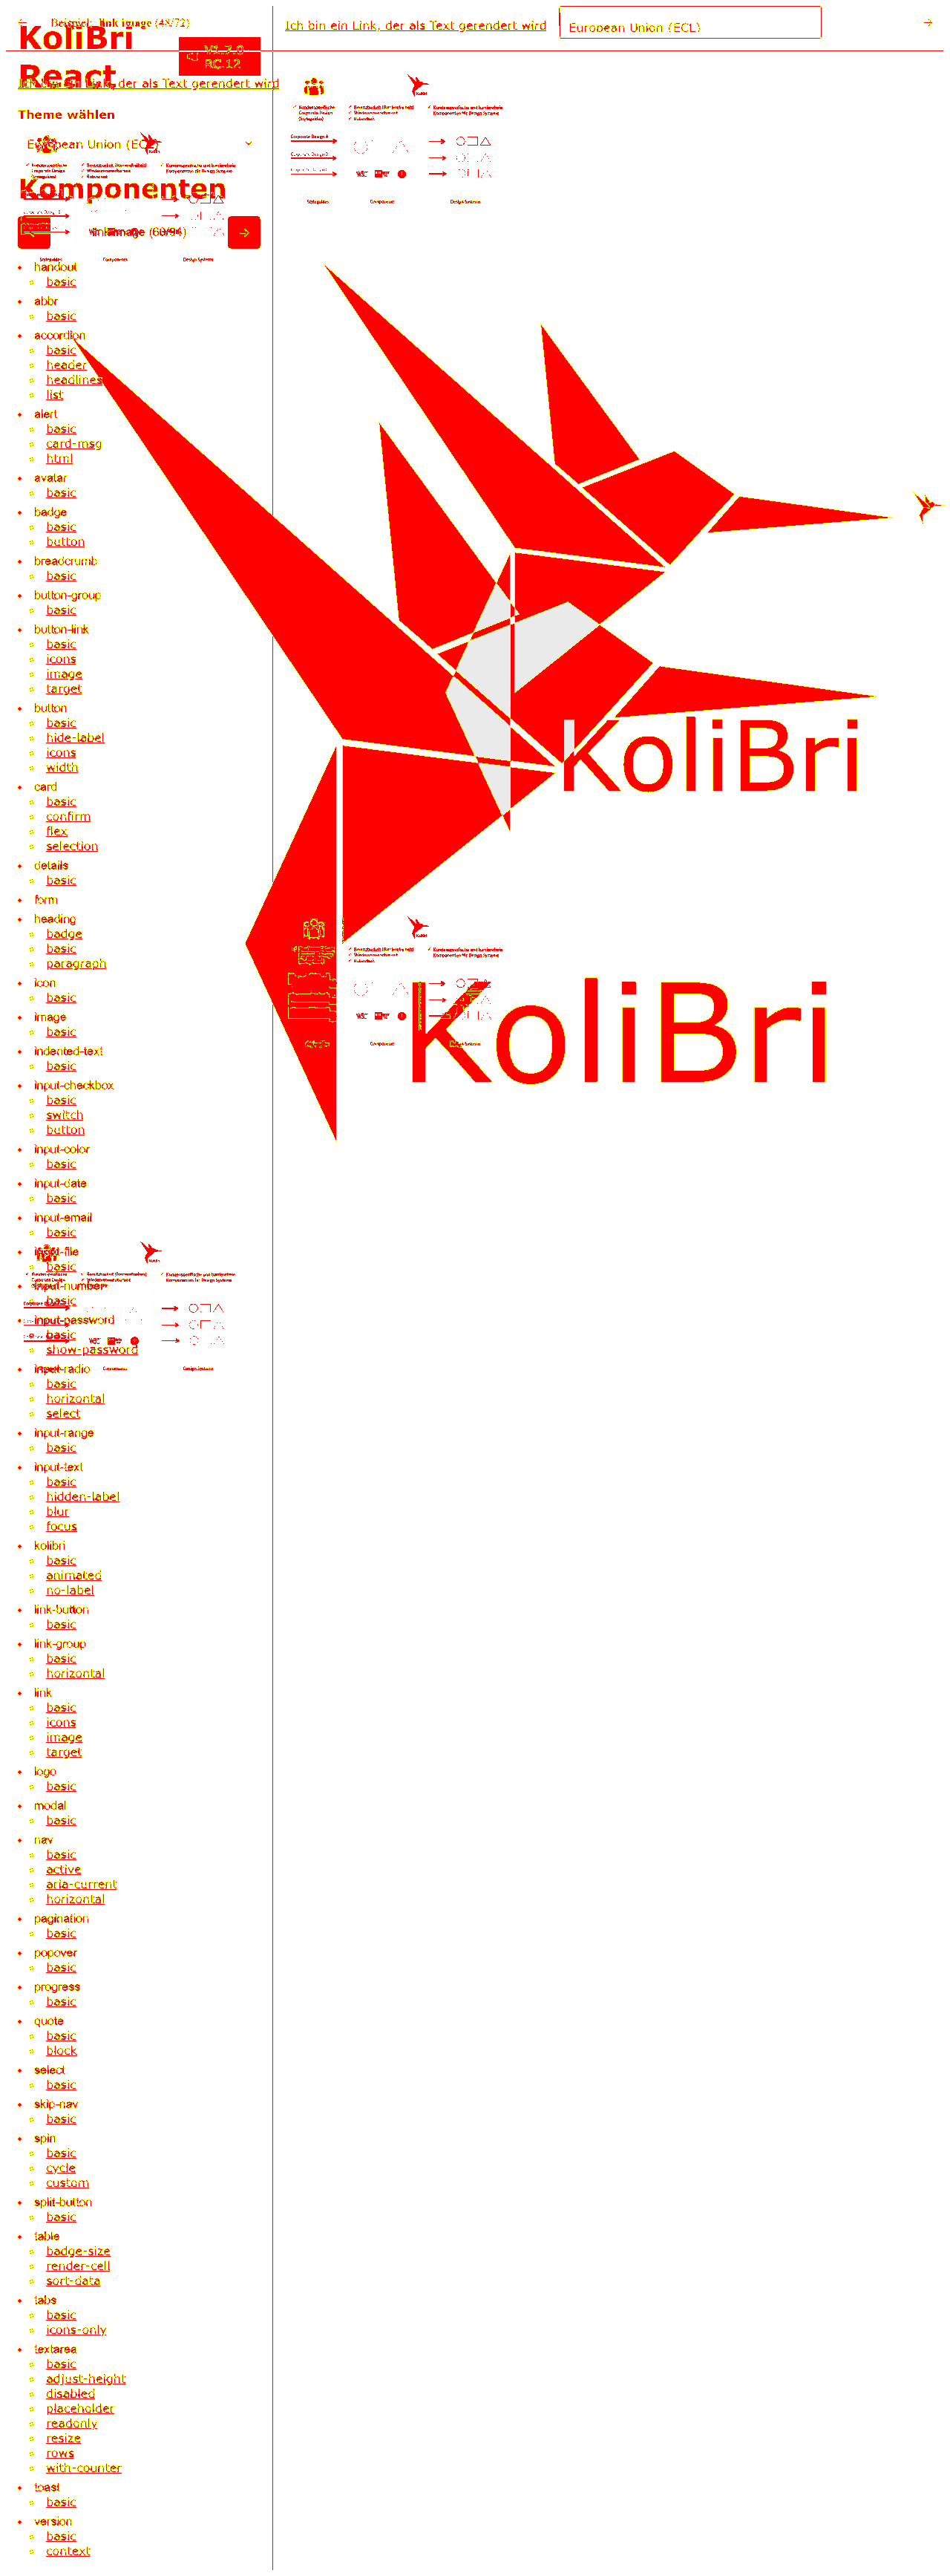 Beispiel: link image (48/72)
Ich bin ein Link, der als Text gerendert wird
European Union (ECL)
KoliBri
React
V1.7.0
RC.12
Ich bin ein Link, der als Text gerendert wird
Theme wählen
European Union (ECL)
Komponenten
handout
basic
abbr
basic
accordion
basic
header
headlines
list
alert
basic
card-msg
html
avatar
basic
badge
basic
button
breadcrumb
basic
button-group
basic
button-link
basic
icons
image
target
button
basic
hide-label
icons
width
KoliBri
card
basic
confirm
flex
selection
details
basic
form
heading
badge
basic
paragraph
icon
basic
KoliBri
image
basic
indented-text
basic
input-checkbox
basic
switch
button
input-color
basic
input-date
basic
input-email
basic
input-file
basic
input-number
basic
input-password
basic
show-password
input-radio
basic
horizontal
select
input-range
basic
input-text
basic
hidden-label
blur
focus
kolibri
basic
animated
no-label
link-button
basic
link-group
basic
horizontal
link
basic
icons
image
target
logo
basic
modal
basic
nav
basic
active
aria-current
horizontal
pagination
basic
popover
basic
progress
basic
quote
basic
block
select
basic
skip-nav
basic
spin
basic
cycle
custom
split-button
basic
table
badge-size
render-cell
sort-data
tabs
basic
icons-only
textarea
basic
adjust-height
disabled
placeholder
readonly
resize
rows
with-counter
toast
basic
version
basic
context